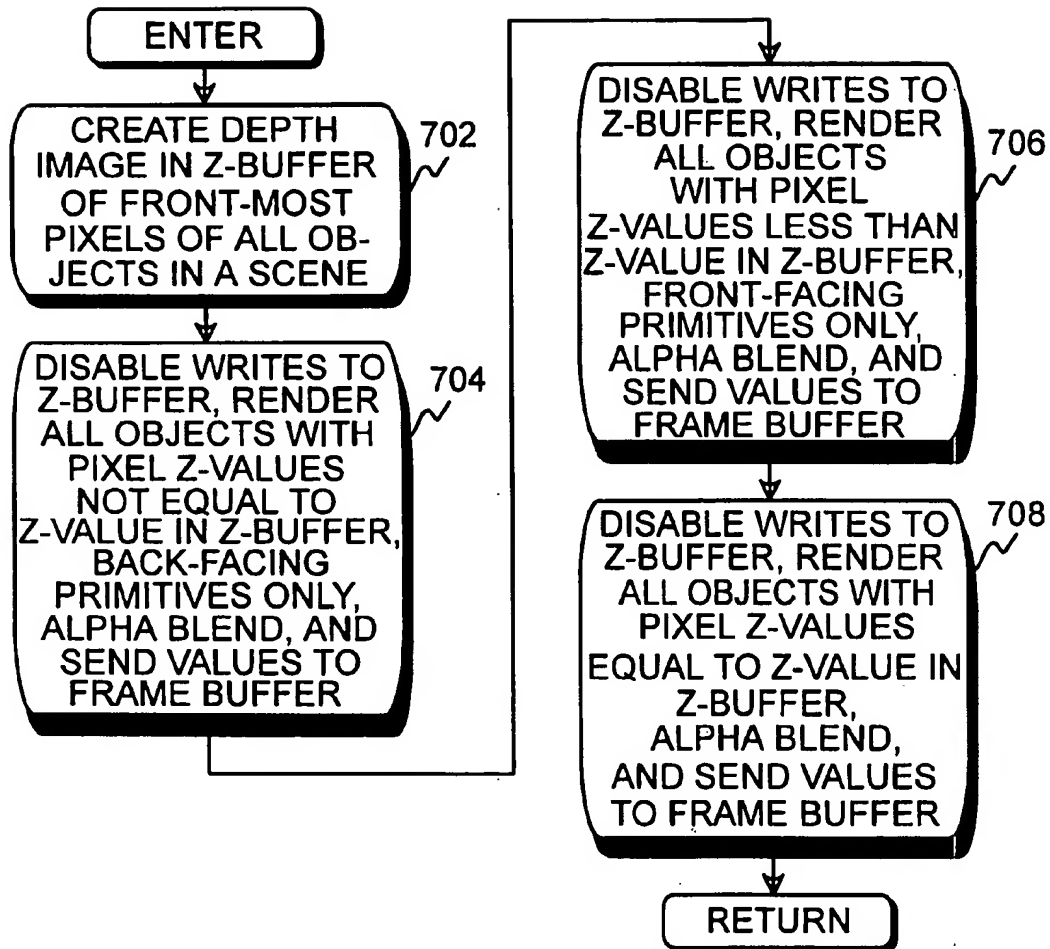 ENTER
CREATE DEPTH
IMAGE IN Z-BUFFER
OF FRONT-MOST
PIXELS OF ALL OB-
JECTS IN A SCENE
702
DISABLE WRITES TO
Z-BUFFER, RENDER
ALL OBJECTS WITH
PIXEL Z-VALUES
NOT EQUAL TO
Z-VALUE IN Z-BUFFER,
BACK-FACING
PRIMITIVES ONLY,
ALPHA BLEND, AND
SEND VALUES TO
FRAME BUFFER
704
DISABLE WRITES TO
Z-BUFFER, RENDER
ALL OBJECTS
WITH PIXEL
Z-VALUES LESS THAN
Z-VALUE IN Z-BUFFER,
FRONT-FACING
PRIMITIVES ONLY,
ALPHA BLEND, AND
SEND VALUES TO
FRAME BUFFER
706
DISABLE WRITES TO
Z-BUFFER, RENDER
ALL OBJECTS WITH
PIXEL Z-VALUES
EQUAL TO Z-VALUE IN
Z-BUFFER,
ALPHA BLEND,
AND SEND VALUES
TO FRAME BUFFER
708
RETURN